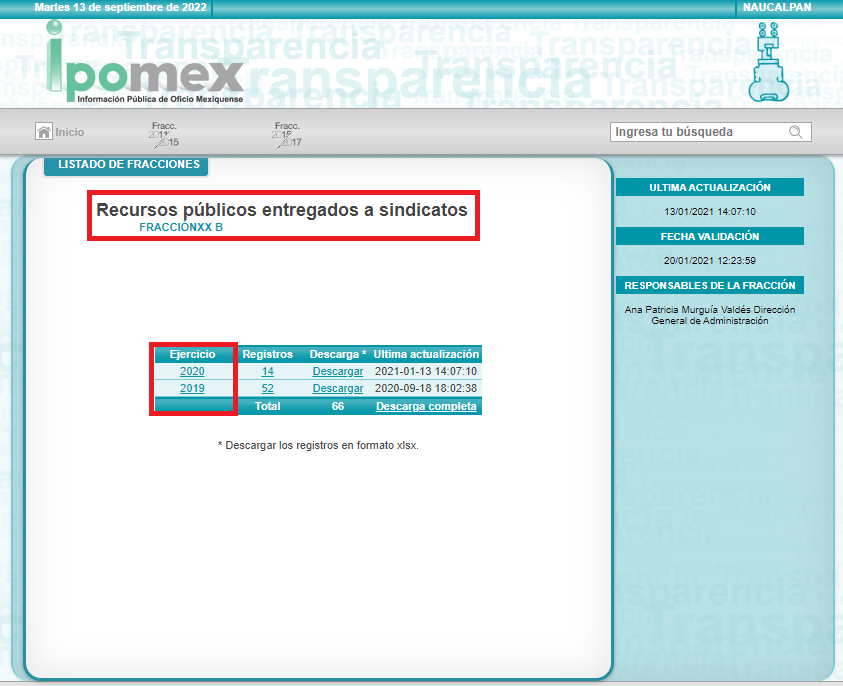 Martes 13 de septiembre de 2022
NAUCALPAN
ipomex
Información Pública de Oficio Mexiquense
Transparencia
Inicio
Fracc.
2015
Fracc.
2017
Ingresa tu búsqueda
LISTADO DE FRACCIONES
Recursos públicos entregados a sindicatos
FRACCIÓNXX B
Ejercicio Registros Descarga * Ultima actualización
2020 14 Descargar 2021-01-13 14:07:10
2019 52 Descargar 2020-09-18 18:02:38
Total 66 Descarga completa
* Descargar los registros en formato xlsx.
ULTIMA ACTUALIZACIÓN
13/01/2021 14:07:10
FECHA VALIDACIÓN
20/01/2021 12:23:59
RESPONSABLES DE LA FRACCIÓN
Ana Patricia Murguía Valdés Dirección
General de Administración